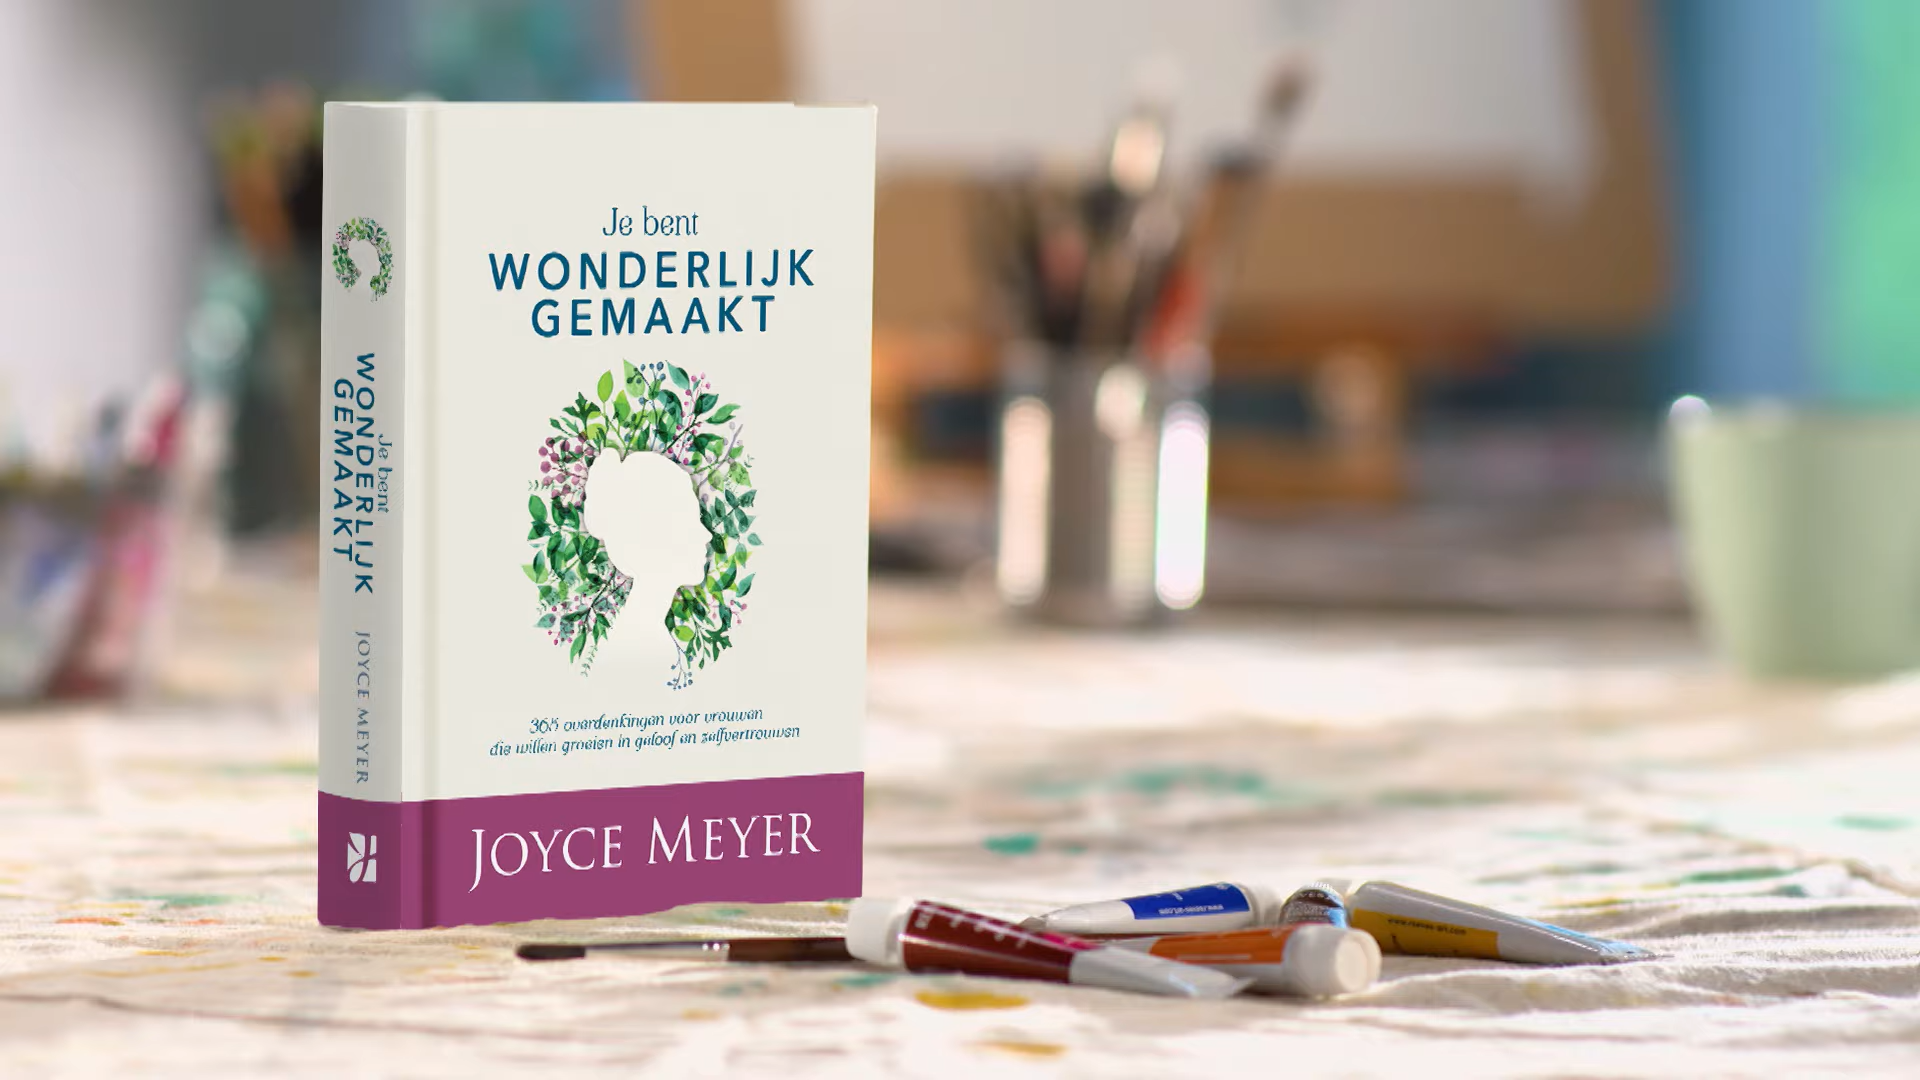 Je bent
WONDERLIJK
GEMAAKT
365 overdenkingen voor vrouwen
die willen groeien in geloof en zelfvertrouwen
JOYCE MEYER
Je bent
WONDERLIJK
GEMAAKT
JOYCE MEYER